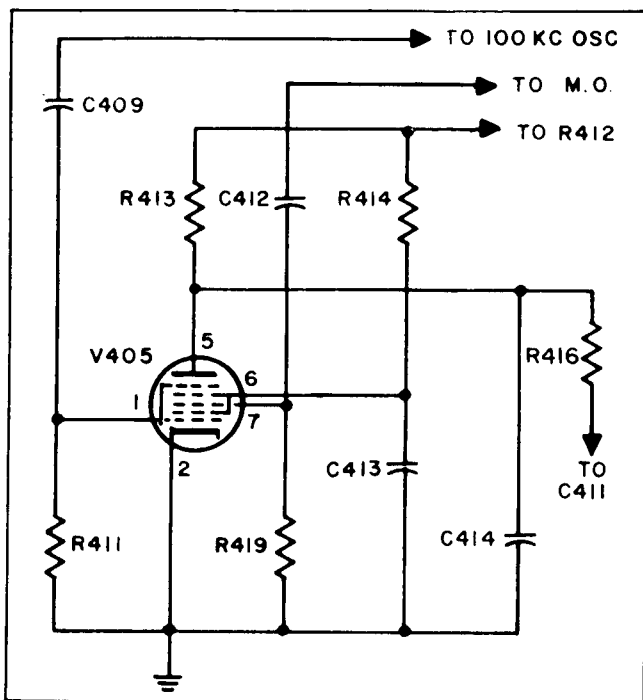 TO 100 KC OSC
C409
TO M.O.
TO R412
R413
C412
R414
V405
5
R416
1
6
7
2
C413
TO
C411
R411
R419
C414